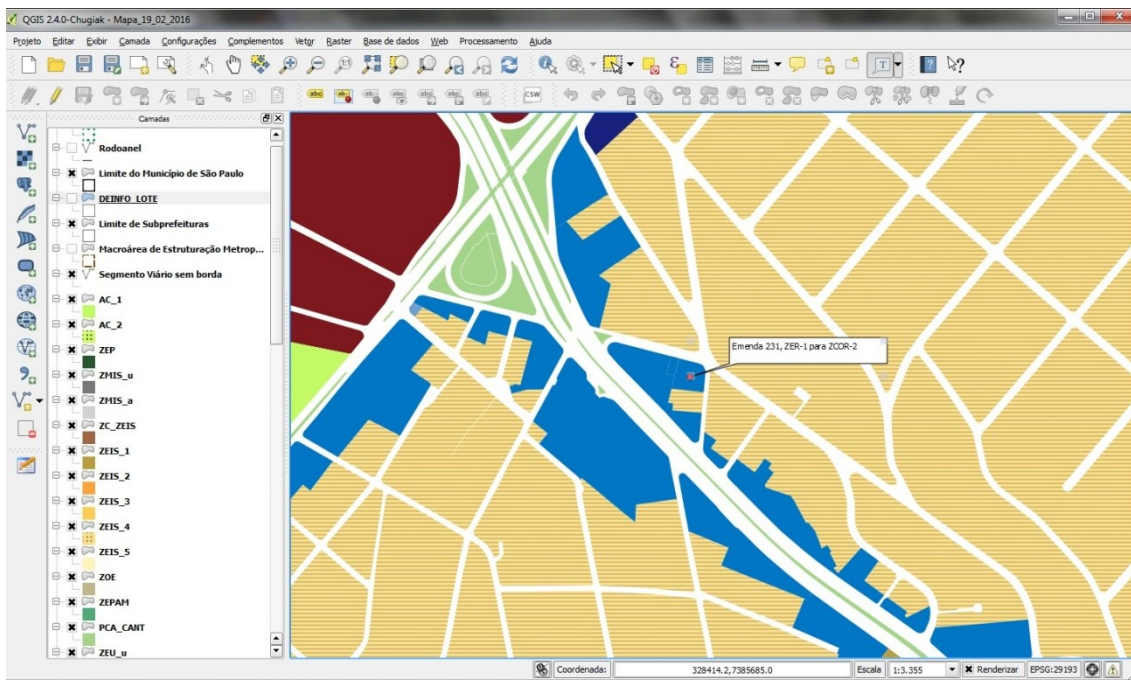 QGIS 2.4.0-Chugiak - Mapa_19_02_2016
Projeto Editar Exibir Camada Configurações Complementos Vetor Raster Base de dados Web Processamento Ajuda
Camadas
Rodoanel
Limite do Município de São Paulo
DEINFO_LOTE
Limite de Subprefeituras
Macroárea de Estruturação Metrop...
Segmento Viário sem borda
AC_1
AC_2
ZEP
ZMIS_u
ZMIS_a
ZC_ZEIS
ZEIS_1
ZEIS_2
ZEIS_3
ZEIS_4
ZEIS_5
ZOE
ZEPAM
PCA_CANT
ZEU_u
Emenda 231, ZER-1 para ZCOR-2
Coordenada: 328414.2,7385685.0 Escala 1:3.355 Renderizar EPSG:29193